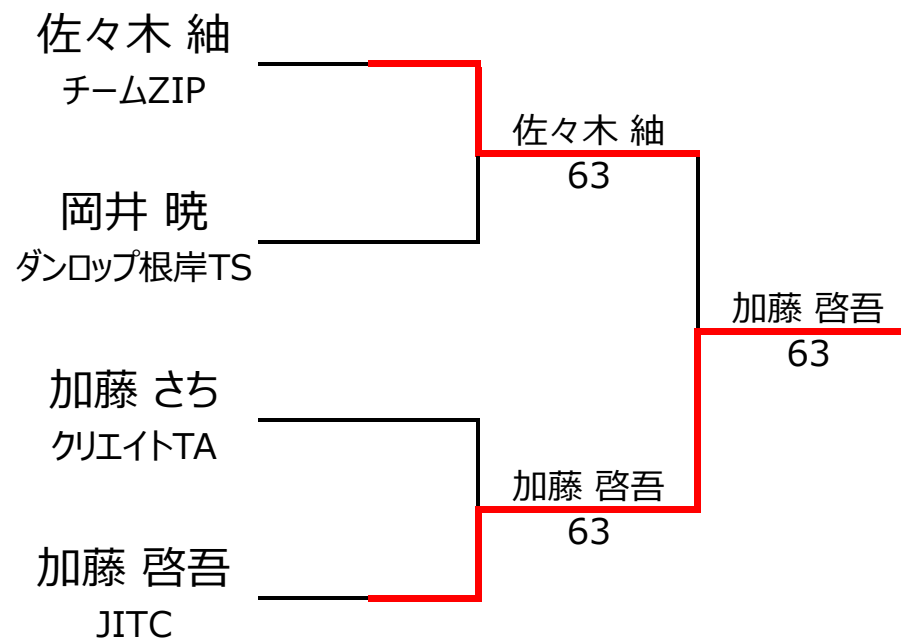 佐々木 紬
チームZIP
佐々木 紬
63
岡井 暁
ダンロップ根岸TS
加藤 啓吾
63
加藤 さち
クリエイトTA
加藤 啓吾
63
加藤 啓吾
JITC